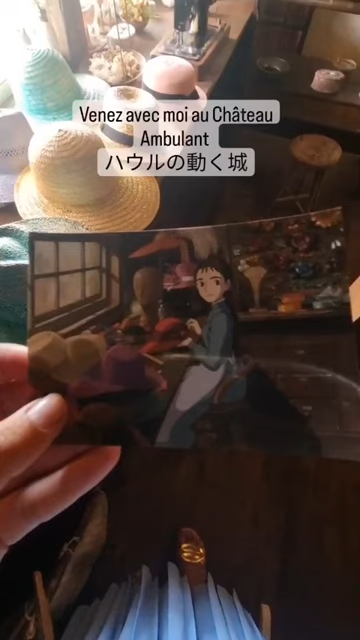 Venez avec moi au Château
Ambulant
ハウルの動く城